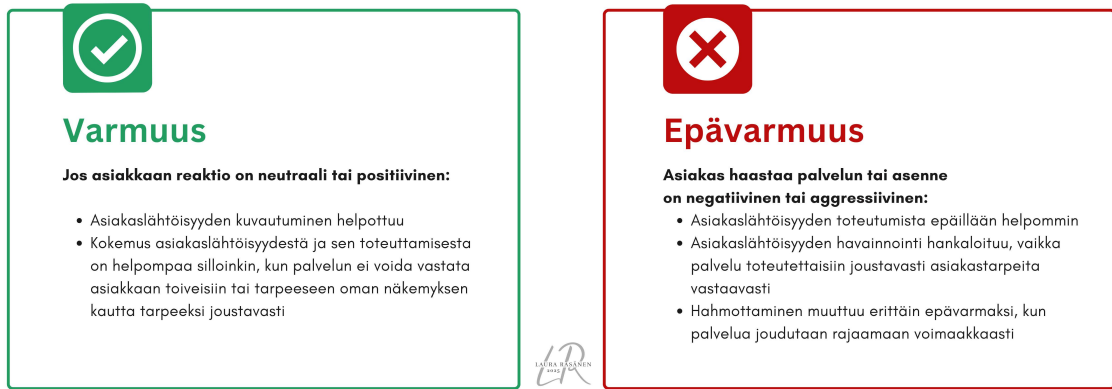 Varmuus
Jos asiakkaan reaktio on neutraali tai positiivinen:
• Asiakaslähtöisyyden kuvautuminen helpottuu
• Kokemus asiakaslähtöisyydestä ja sen toteuttamisesta
on helpompaa silloinkin, kun palvelun ei voida vastata
asiakkaan toiveisiin tai tarpeeseen oman näkemyksen
kautta tarpeeksi joustavasti
Epävarmuus
Asiakas haastaa palvelun tai asenne
on negatiivinen tai aggressiivinen:
• Asiakaslähtöisyyden toteutumista epäillään helpommin
• Asiakaslähtöisyyden havainnointi hankaloituu, vaikka
palvelu toteutettaisiin joustavasti asiakastarpeita
vastaavasti
• Hahmottaminen muuttuu erittäin epävarmaksi, kun
palvelua joudutaan rajaamaan voimaakkaasti
LR
LAURA RÄSÄNEN
2025